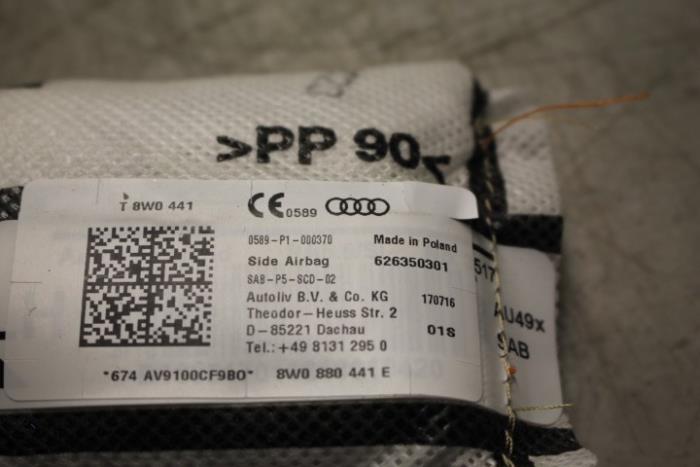 >PP 90
T 8W0 441
CE 0589
0589-P1-000370
Made in Poland
Side Airbag
626350301
SAB-P5-SCD-02
Autoliv B.V. & Co. KG
170716
Theodor-Heuss Str. 2
D-85221 Dachau
01S
Tel.:+49 8131 295 0
*674 AV9100CF9B0*
8W0 880 441 E
517
AU49x
SAB